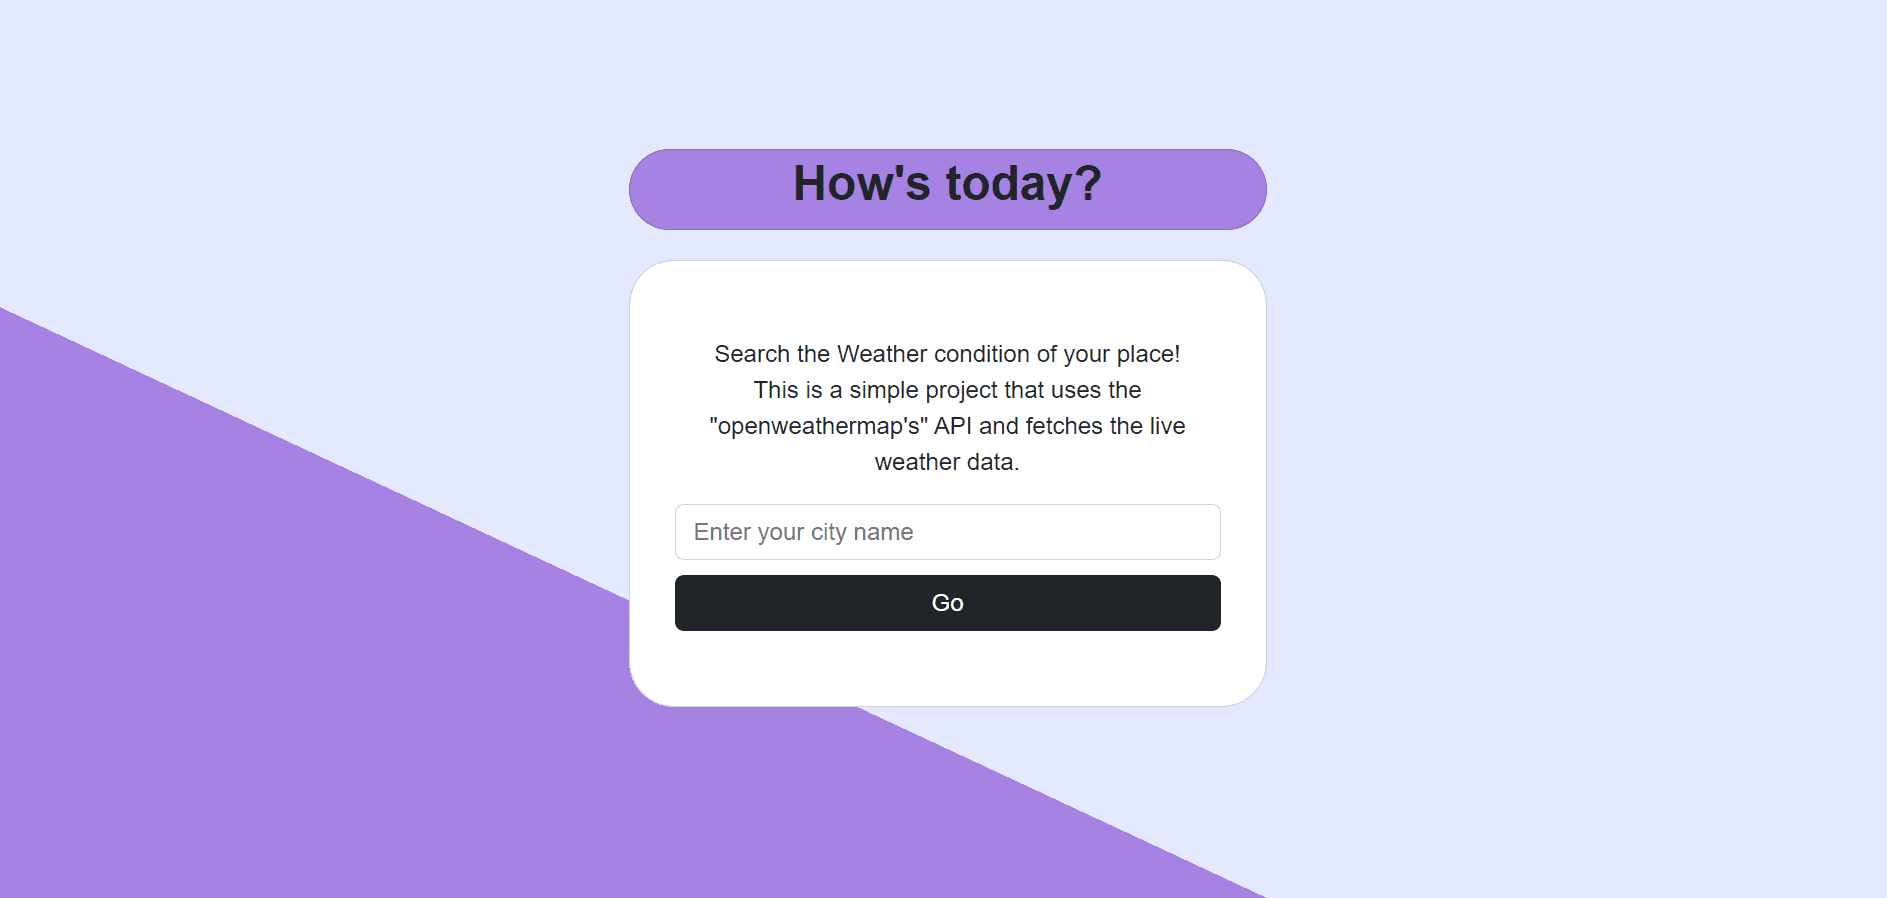 How's today?
Search the Weather condition of your place!
This is a simple project that uses the
"openweathermap's" API and fetches the live
weather data.
Enter your city name
Go